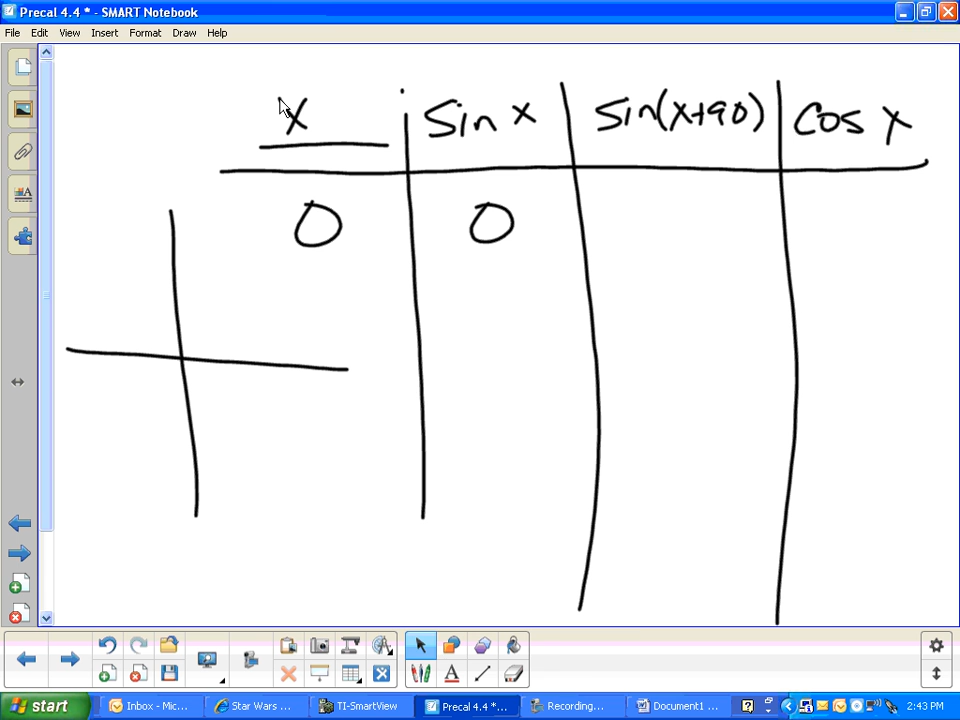 Precal 4.4 * - SMART Notebook
File Edit View Insert Format Draw Help
x sin x sin(x+90) cos x
0 0
start Inbox - Mic... Star Wars ... TI-SmartView Precal 4.4 *... Recording... Document1 ... 2:43 PM